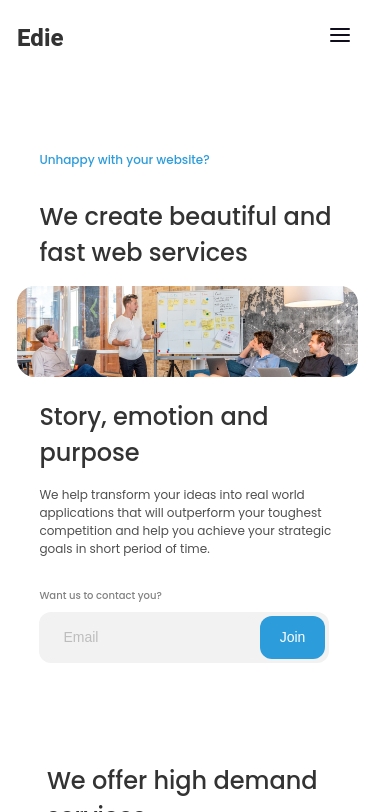 Edie
Unhappy with your website?
We create beautiful and
fast web services
Story, emotion and
purpose
We help transform your ideas into real world
applications that will outperform your toughest
competition and help you achieve your strategic
goals in short period of time.
Want us to contact you?
Email
Join
We offer high demand
services